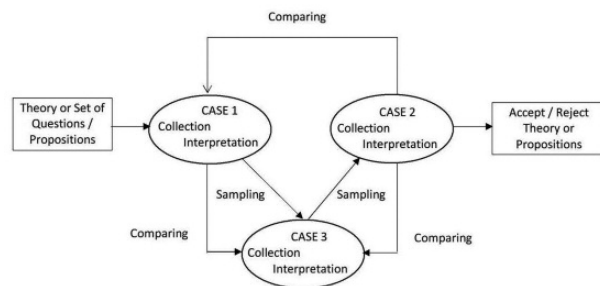 Comparing
Theory or Set of
Questions /
Propositions
CASE 1
Collection
Interpretation
CASE 2
Collection
Interpretation
Accept / Reject
Theory or
Propositions
Sampling
Sampling
Comparing
CASE 3
Collection
Interpretation
Comparing